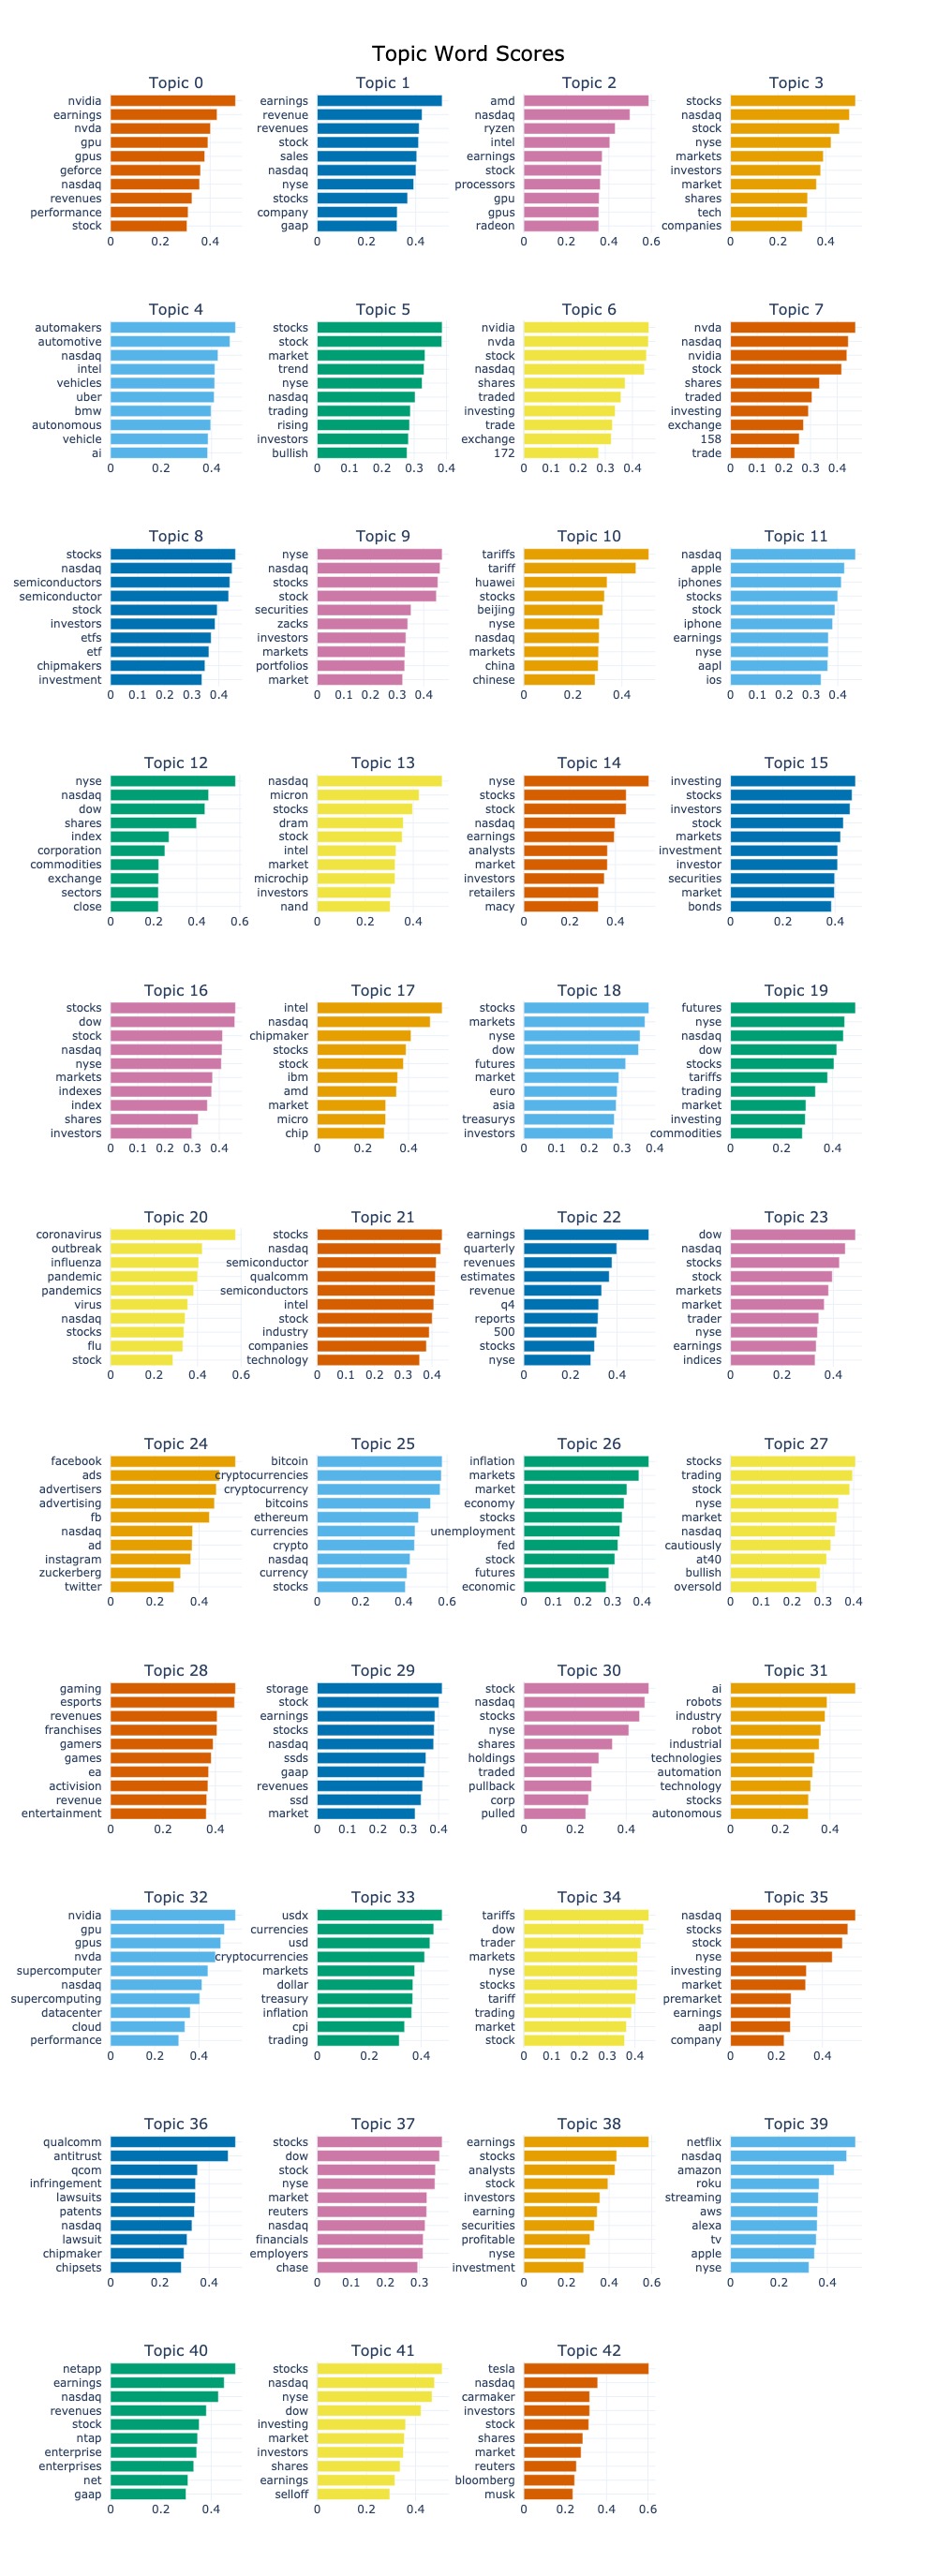 Topic Word Scores
Topic 0
nvidia
earnings
nvda
gpu
gpus
geforce
nasdaq
revenues
performance
stock
0 0.2 0.4
Topic 1
earnings
revenue
revenues
stock
sales
nasdaq
nyse
stocks
company
gaap
0 0.2 0.4
Topic 2
amd
nasdaq
ryzen
intel
earnings
stock
processors
gpu
gpus
radeon
0 0.2 0.4 0.6
Topic 3
stocks
nasdaq
stock
nyse
markets
investors
market
shares
tech
companies
0 0.2 0.4
Topic 4
automakers
automotive
nasdaq
intel
vehicles
uber
bmw
autonomous
vehicle
ai
0 0.2 0.4
Topic 5
stocks
stock
market
trend
nyse
nasdaq
trading
rising
investors
bullish
0 0.1 0.2 0.3 0.4
Topic 6
nvidia
nvda
stock
nasdaq
shares
traded
investing
trade
exchange
172
0 0.1 0.2 0.3 0.4
Topic 7
nvda
nasdaq
nvidia
stock
shares
traded
investing
exchange
158
trade
0 0.1 0.2 0.3 0.4
Topic 8
stocks
nasdaq
semiconductors
semiconductor
stock
investors
etfs
etf
chipmakers
investment
0 0.1 0.2 0.3 0.4
Topic 9
nyse
nasdaq
stocks
stock
securities
zacks
investors
markets
portfolios
market
0 0.1 0.2 0.3 0.4
Topic 10
tariffs
tariff
huawei
stocks
beijing
nyse
nasdaq
markets
china
chinese
0 0.2 0.4
Topic 11
nasdaq
apple
iphones
stocks
stock
iphone
earnings
nyse
aapl
ios
0 0.1 0.2 0.3 0.4
Topic 12
nyse
nasdaq
dow
shares
index
corporation
commodities
exchange
sectors
close
0 0.2 0.4 0.6
Topic 13
nasdaq
micron
stocks
dram
stock
intel
market
microchip
investors
nand
0 0.2 0.4
Topic 14
nyse
stocks
stock
nasdaq
earnings
analysts
market
investors
retailers
macy
0 0.2 0.4
Topic 15
investing
stocks
investors
stock
markets
investment
investor
securities
market
bonds
0 0.2 0.4
Topic 16
stocks
dow
stock
nasdaq
nyse
markets
indexes
index
shares
investors
0 0.1 0.2 0.3 0.4
Topic 17
intel
nasdaq
chipmaker
stocks
stock
ibm
amd
market
micro
chip
0 0.2 0.4
Topic 18
stocks
markets
nyse
dow
futures
market
euro
asia
treasurys
investors
0 0.1 0.2 0.3 0.4
Topic 19
futures
nyse
nasdaq
dow
stocks
tariffs
trading
market
investing
commodities
0 0.2 0.4
Topic 20
coronavirus
outbreak
influenza
pandemic
pandemics
virus
nasdaq
stocks
flu
stock
0 0.2 0.4 0.6
Topic 21
stocks
nasdaq
semiconductor
qualcomm
semiconductors
intel
stock
industry
companies
technology
0 0.1 0.2 0.3 0.4
Topic 22
earnings
quarterly
revenues
estimates
revenue
q4
reports
500
stocks
nyse
0 0.2 0.4
Topic 23
dow
nasdaq
stocks
stock
markets
market
trader
nyse
earnings
indices
0 0.2 0.4
Topic 24
facebook
ads
advertisers
advertising
fb
nasdaq
ad
instagram
zuckerberg
twitter
0 0.2 0.4
Topic 25
bitcoin
cryptocurrencies
cryptocurrency
bitcoins
ethereum
currencies
crypto
nasdaq
currency
stocks
0 0.2 0.4 0.6
Topic 26
inflation
markets
market
economy
stocks
unemployment
fed
stock
futures
economic
0 0.1 0.2 0.3 0.4
Topic 27
stocks
trading
stock
nyse
market
nasdaq
cautiously
at40
bullish
oversold
0 0.1 0.2 0.3 0.4
Topic 28
gaming
esports
revenues
franchises
gamers
games
ea
activision
revenue
entertainment
0 0.2 0.4
Topic 29
storage
stock
earnings
stocks
nasdaq
ssds
gaap
revenues
ssd
market
0 0.1 0.2 0.3 0.4
Topic 30
stock
nasdaq
stocks
nyse
shares
holdings
traded
pullback
corp
pulled
0 0.2 0.4
Topic 31
ai
robots
industry
robot
industrial
technologies
automation
technology
stocks
autonomous
0 0.2 0.4
Topic 32
nvidia
gpu
gpus
nvda
supercomputer
nasdaq
supercomputing
datacenter
cloud
performance
0 0.2 0.4
Topic 33
usdx
currencies
usd
cryptocurrencies
markets
dollar
treasury
inflation
cpi
trading
0 0.2 0.4
Topic 34
tariffs
dow
trader
markets
nyse
stocks
tariff
trading
market
stock
0 0.1 0.2 0.3 0.4
Topic 35
nasdaq
stocks
stock
nyse
investing
market
premarket
earnings
aapl
company
0 0.2 0.4
Topic 36
qualcomm
antitrust
qcom
infringement
lawsuits
patents
nasdaq
lawsuit
chipmaker
chipsets
0 0.2 0.4
Topic 37
stocks
dow
stock
nyse
market
reuters
nasdaq
financials
employers
chase
0 0.1 0.2 0.3
Topic 38
earnings
stocks
analysts
stock
investors
earning
securities
profitable
nyse
investment
0 0.2 0.4 0.6
Topic 39
netflix
nasdaq
amazon
roku
streaming
aws
alexa
tv
apple
nyse
0 0.2 0.4
Topic 40
netapp
earnings
nasdaq
revenues
stock
ntap
enterprise
enterprises
net
gaap
0 0.2 0.4
Topic 41
stocks
nasdaq
nyse
dow
investing
market
investors
shares
earnings
selloff
0 0.2 0.4
Topic 42
tesla
nasdaq
carmaker
investors
stock
shares
market
reuters
bloomberg
musk
0 0.2 0.4 0.6